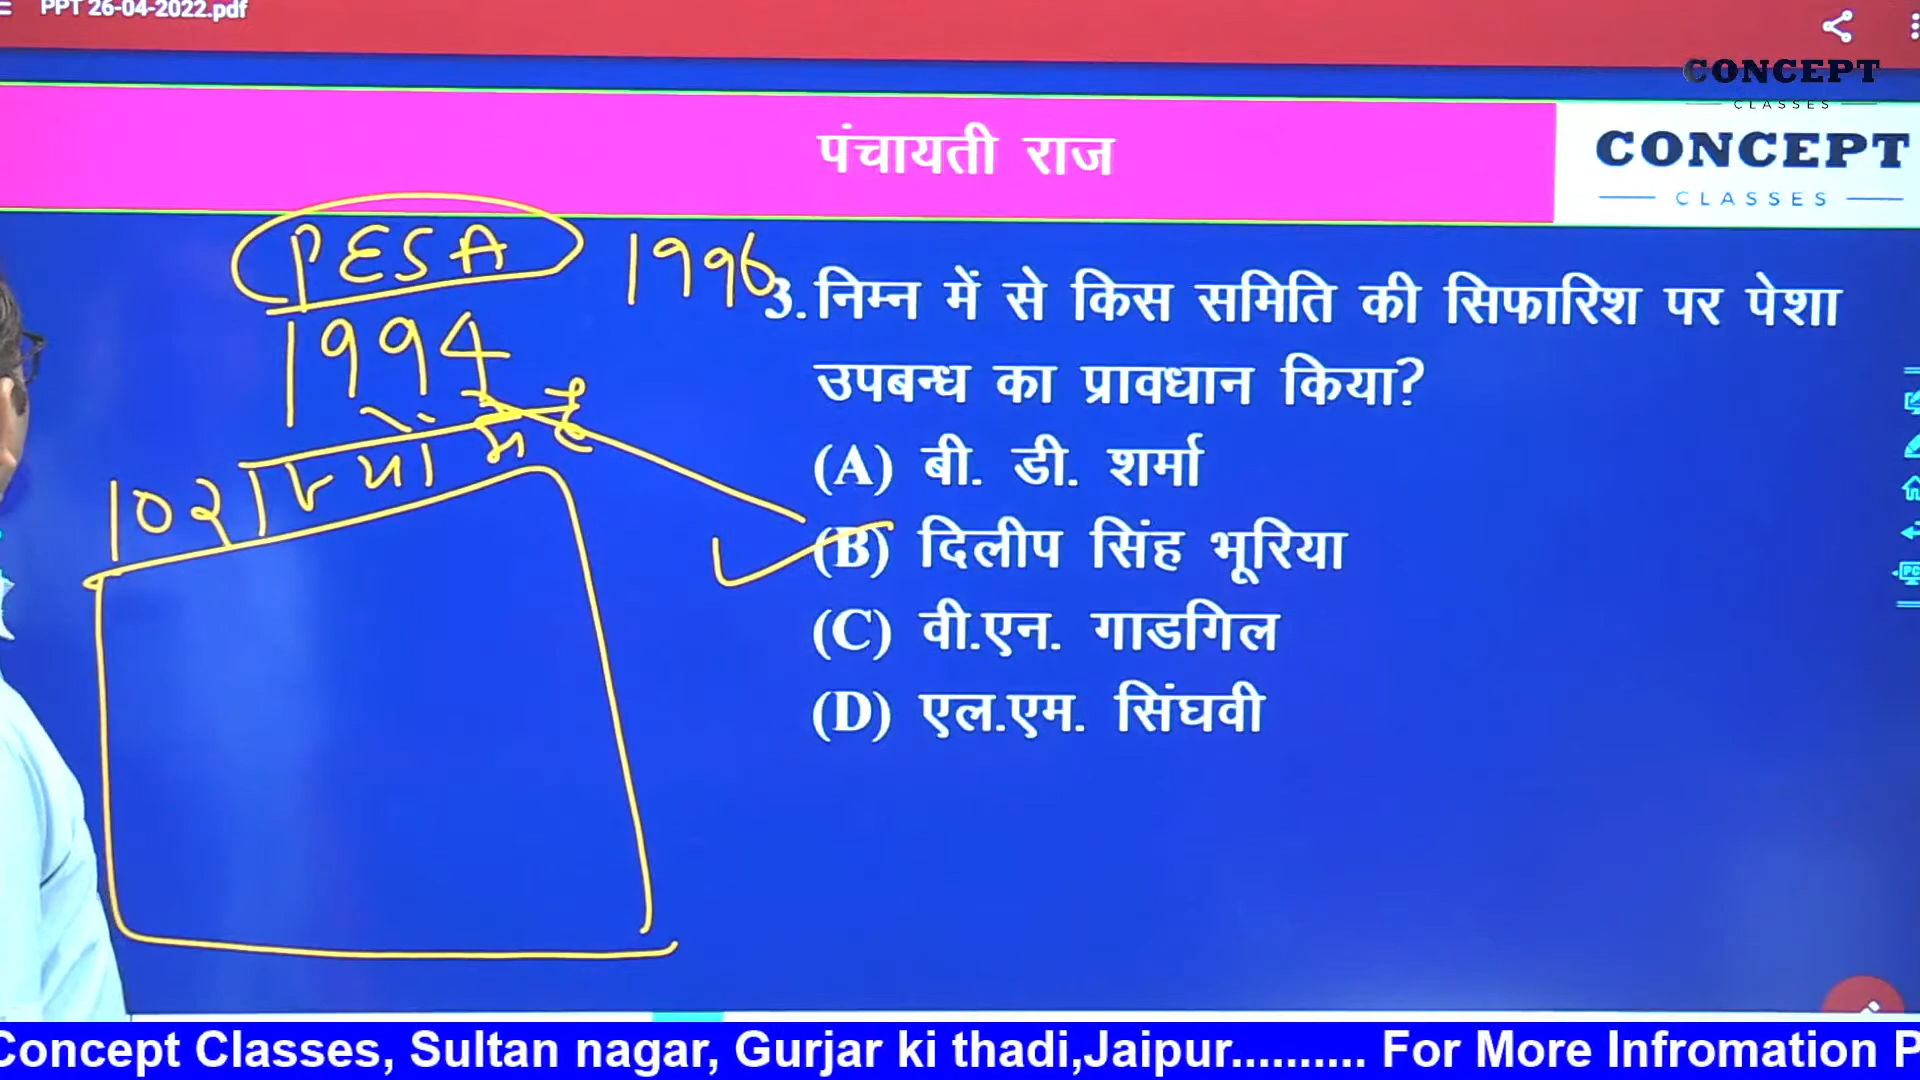 PPT 26-04-2022.pdf
CONCEPT
CLASSES
पंचायती राज
CONCEPT
CLASSES
PESA 1996
1994
10 राज्यों में है
3. निम्न में से किस समिति की सिफारिश पर पेशा
उपबन्ध का प्रावधान किया?
(A) बी. डी. शर्मा
(B) दिलीप सिंह भूरिया
(C) वी.एन. गाडगिल
(D) एल.एम. सिंघवी
Concept Classes, Sultan nagar, Gurjar ki thadi,Jaipur.......... For More Infromation P